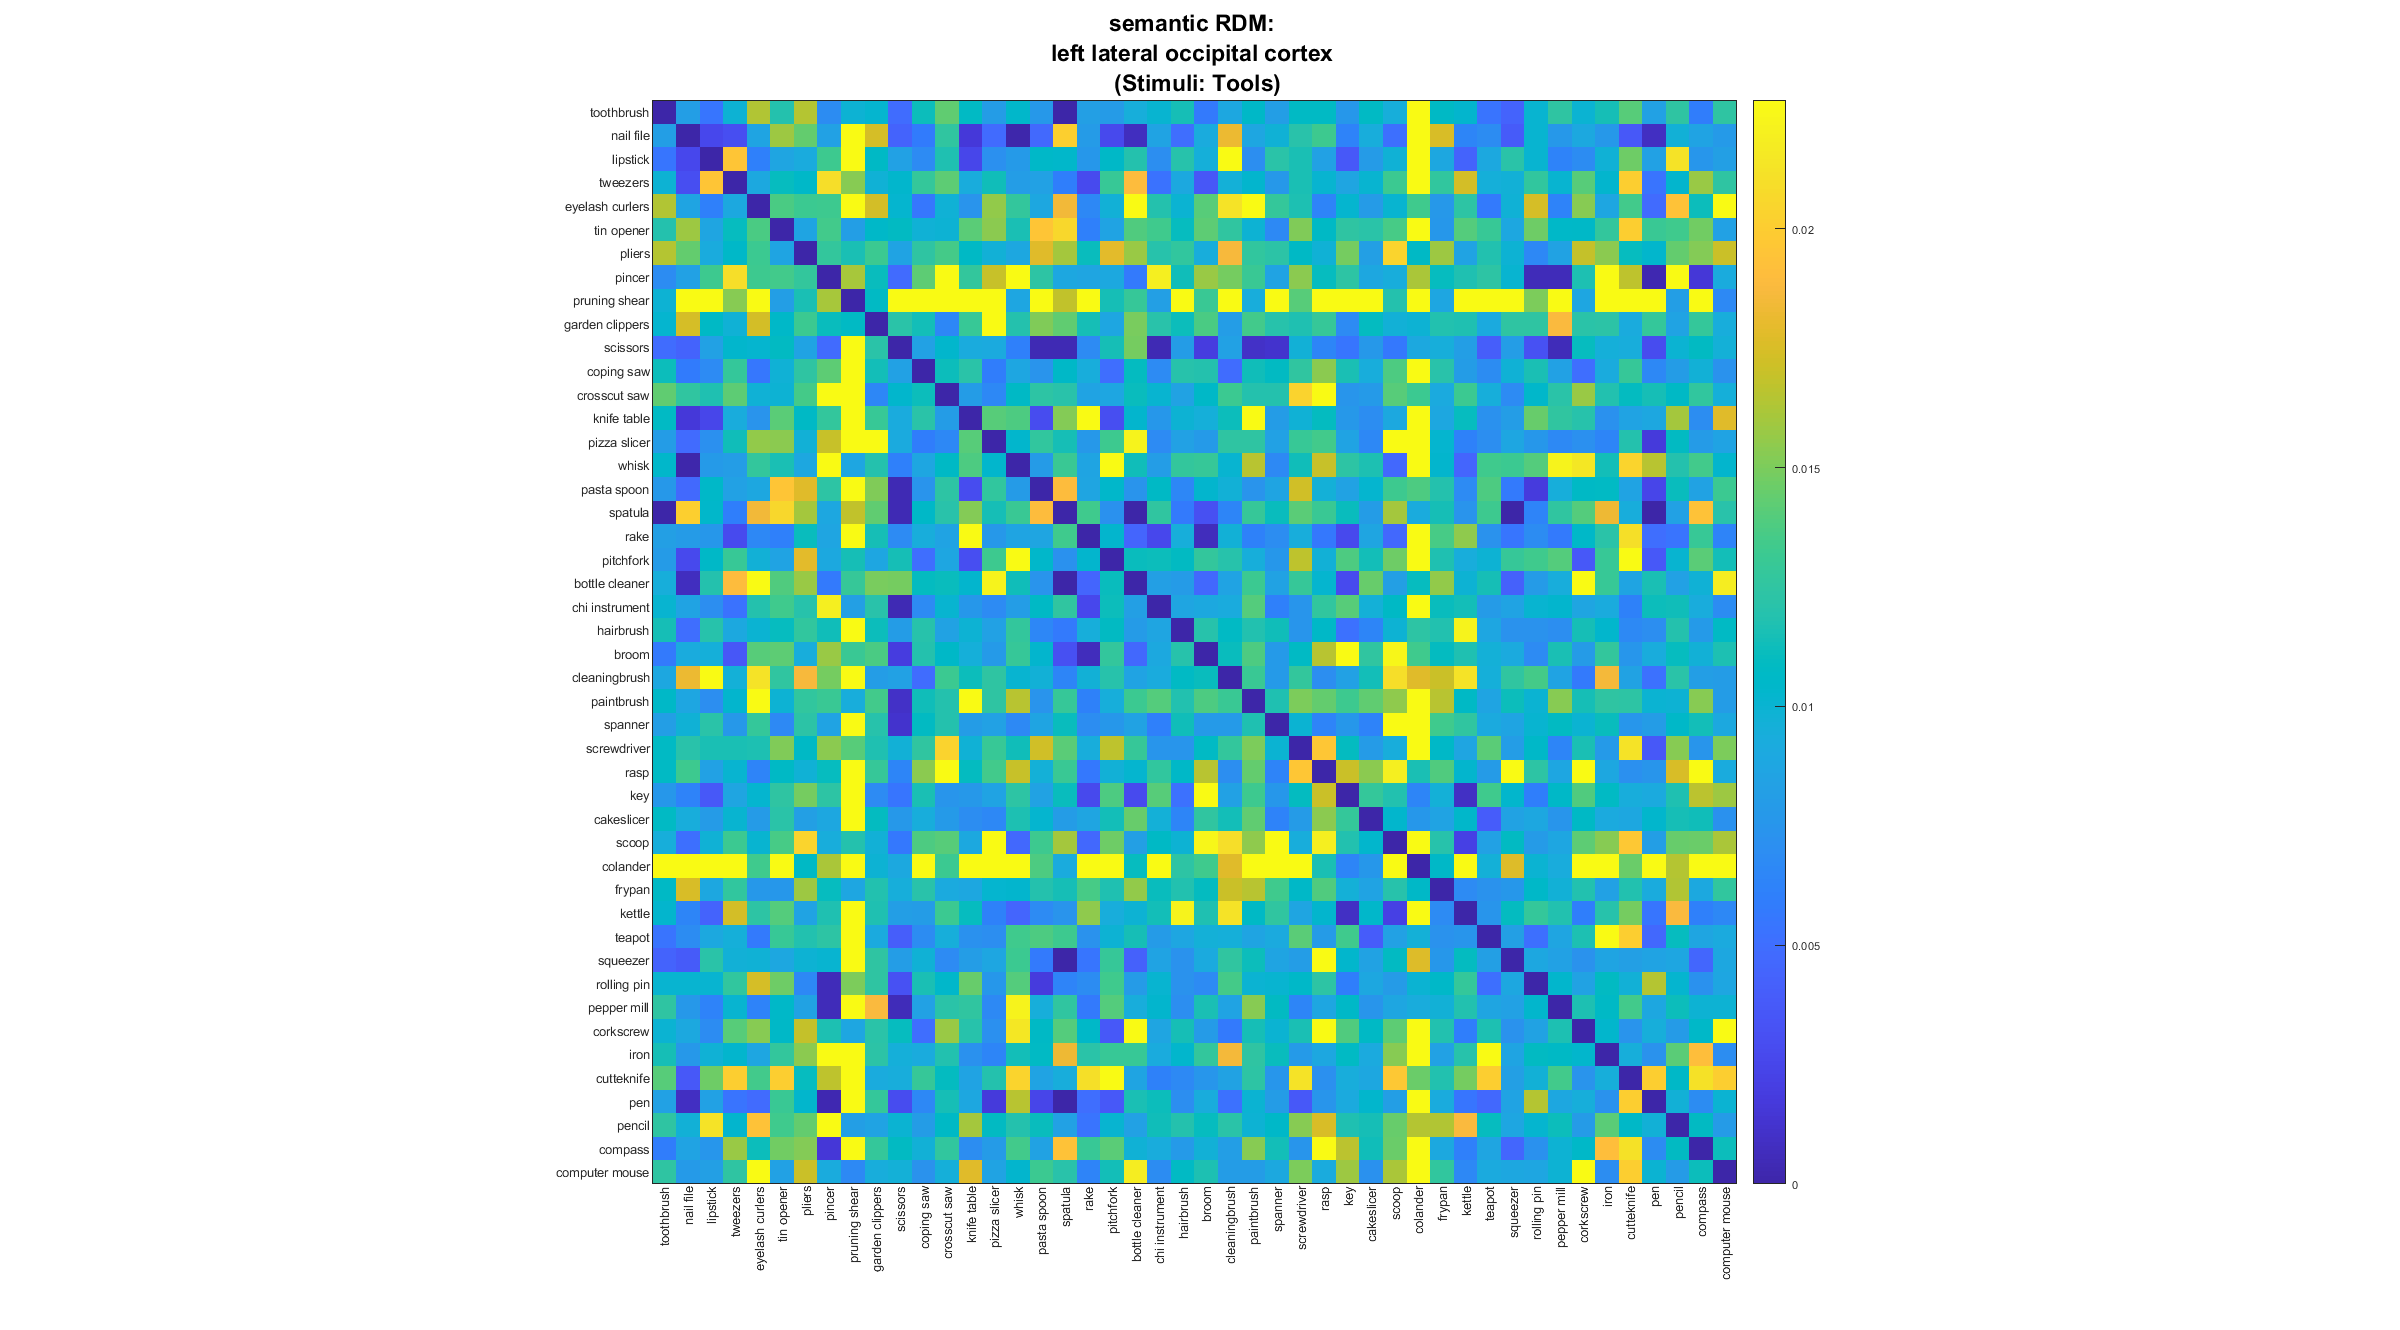 semantic RDM:
left lateral occipital cortex
(Stimuli: Tools)
toothbrush
nail file
lipstick
tweezers
eyelash curlers
tin opener
pliers
pincer
pruning shear
garden clippers
scissors
coping saw
crosscut saw
knife table
pizza slicer
whisk
pasta spoon
spatula
rake
pitchfork
bottle cleaner
chi instrument
hairbrush
broom
cleaningbrush
paintbrush
spanner
screwdriver
rasp
key
cakeslicer
scoop
colander
frypan
kettle
teapot
squeezer
rolling pin
pepper mill
corkscrew
iron
cutteknife
pen
pencil
compass
computer mouse
toothbrush
nail file
lipstick
tweezers
eyelash curlers
tin opener
pliers
pincer
pruning shear
garden clippers
scissors
coping saw
crosscut saw
knife table
pizza slicer
whisk
pasta spoon
spatula
rake
pitchfork
bottle cleaner
chi instrument
hairbrush
broom
cleaningbrush
paintbrush
spanner
screwdriver
rasp
key
cakeslicer
scoop
colander
frypan
kettle
teapot
squeezer
rolling pin
pepper mill
corkscrew
iron
cutteknife
pen
pencil
compass
computer mouse
0.02
0.015
0.01
0.005
0